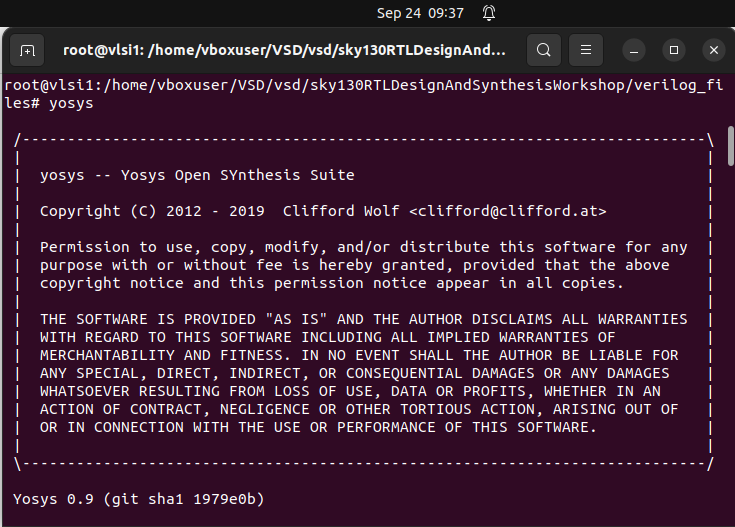 Sep 24 09:37
root@vlsi1: /home/vboxuser/VSD/vsd/sky130RTLDesignAnd...
root@vlsi1:/home/vboxuser/VSD/vsd/sky130RTLDesignAndSynthesisWorkshop/verilog_fi
les# yosys
/----------------------------------------------------------------------------\
|                                                                            |
|  yosys -- Yosys Open SYnthesis Suite                                       |
|                                                                            |
|  Copyright (C) 2012 - 2019  Clifford Wolf <clifford@clifford.at>           |
|                                                                            |
|  Permission to use, copy, modify, and/or distribute this software for any  |
|  purpose with or without fee is hereby granted, provided that the above    |
|  copyright notice and this permission notice appear in all copies.         |
|                                                                            |
|  THE SOFTWARE IS PROVIDED "AS IS" AND THE AUTHOR DISCLAIMS ALL WARRANTIES  |
|  WITH REGARD TO THIS SOFTWARE INCLUDING ALL IMPLIED WARRANTIES OF          |
|  MERCHANTABILITY AND FITNESS. IN NO EVENT SHALL THE AUTHOR BE LIABLE FOR   |
|  ANY SPECIAL, DIRECT, INDIRECT, OR CONSEQUENTIAL DAMAGES OR ANY DAMAGES    |
|  WHATSOEVER RESULTING FROM LOSS OF USE, DATA OR PROFITS, WHETHER IN AN     |
|  ACTION OF CONTRACT, NEGLIGENCE OR OTHER TORTIOUS ACTION, ARISING OUT OF   |
|  OR IN CONNECTION WITH THE USE OR PERFORMANCE OF THIS SOFTWARE.            |
|                                                                            |
\----------------------------------------------------------------------------/
Yosys 0.9 (git sha1 1979e0b)